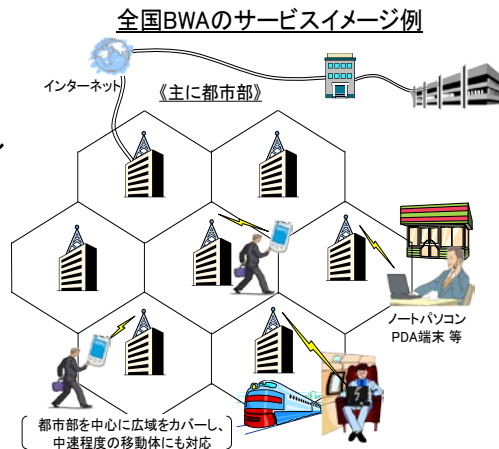 全国BWAのサービスイメージ例
インターネット
《主に都市部》
ノートパソコン
PDA端末 等
都市部を中心に広域をカバーし、
中速程度の移動体にも対応